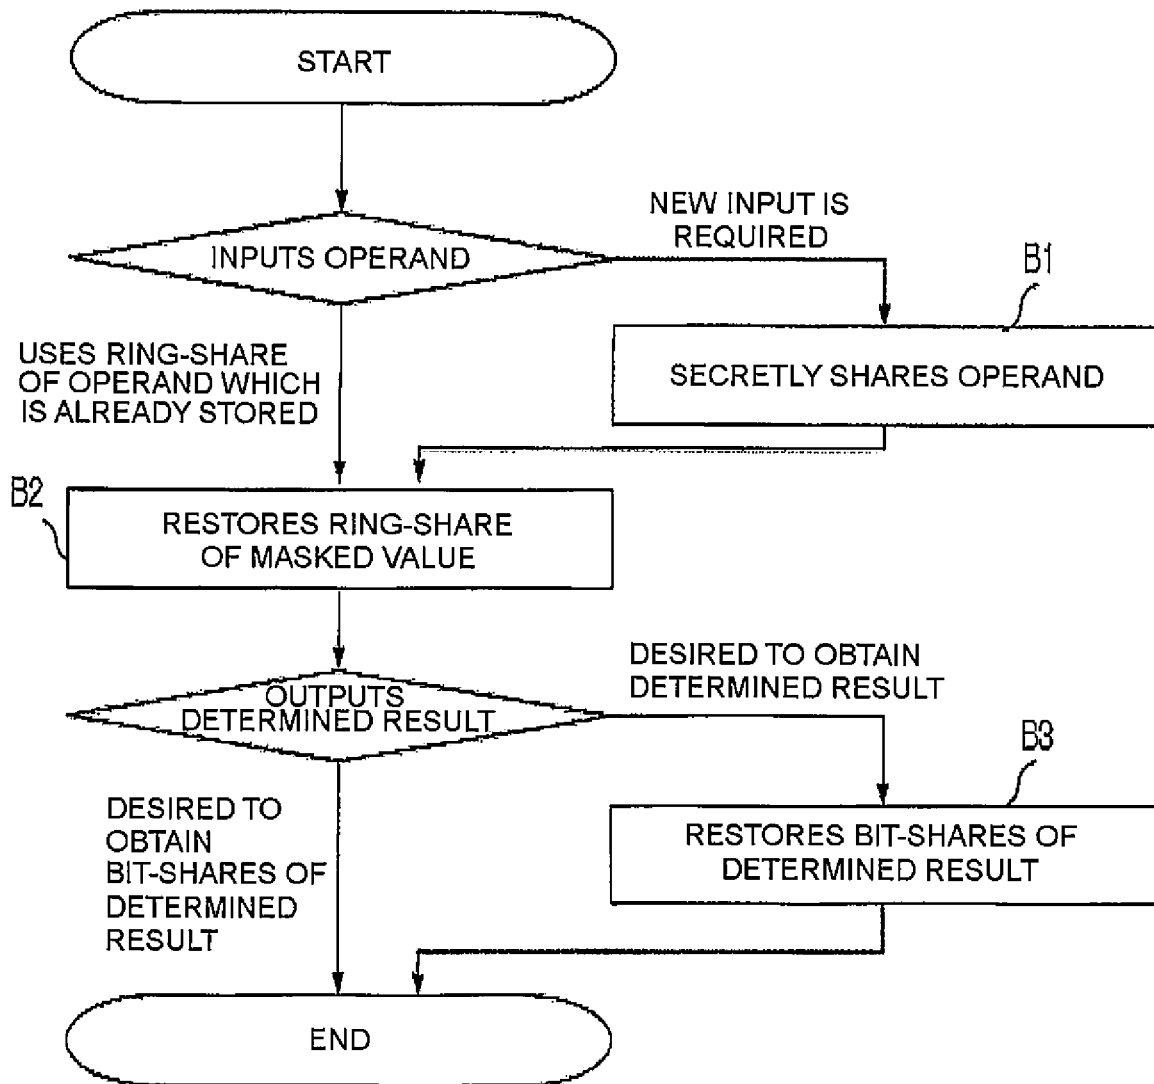 START
INPUTS OPERAND
NEW INPUT IS
REQUIRED
B1
SECRETLY SHARES OPERAND
USES RING-SHARE
OF OPERAND WHICH
IS ALREADY STORED
B2
RESTORES RING-SHARE
OF MASKED VALUE
OUTPUTS
DETERMINED RESULT
DESIRED TO OBTAIN
DETERMINED RESULT
B3
RESTORES BIT-SHARES OF
DETERMINED RESULT
DESIRED TO
OBTAIN
BIT-SHARES OF
DETERMINED
RESULT
END